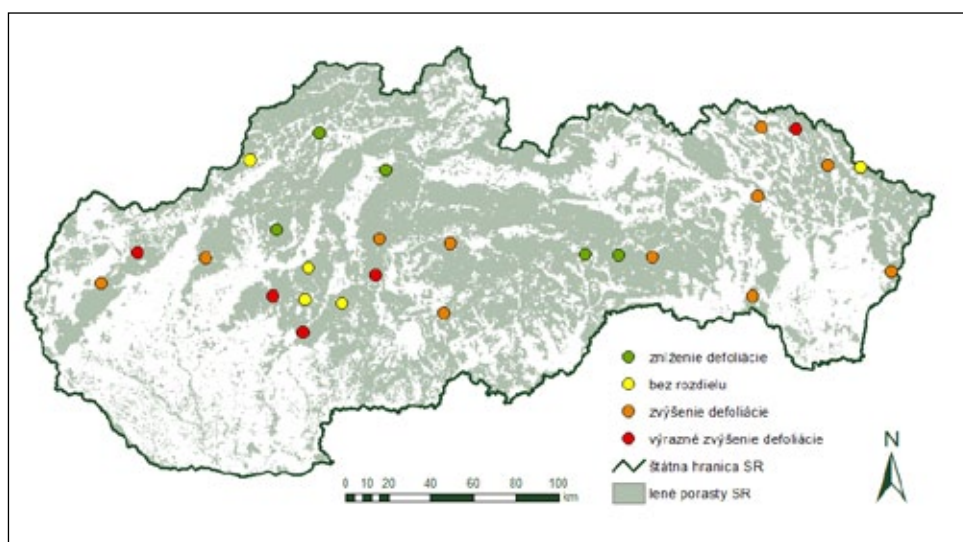 zníženie defoliácie
bez rozdielu
zvýšenie defoliácie
výrazné zvýšenie defoliácie
štátna hranica SR
lené porasty SR
N
0 10 20 40 60 80 100
km